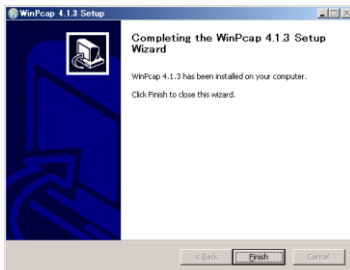 WinPcap 4.1.3 Setup
Completing the WinPcap 4.1.3 Setup
Wizard
WinPcap 4.1.3 has been installed on your computer.
Click Finish to close this wizard.
< Back
Finish
Cancel